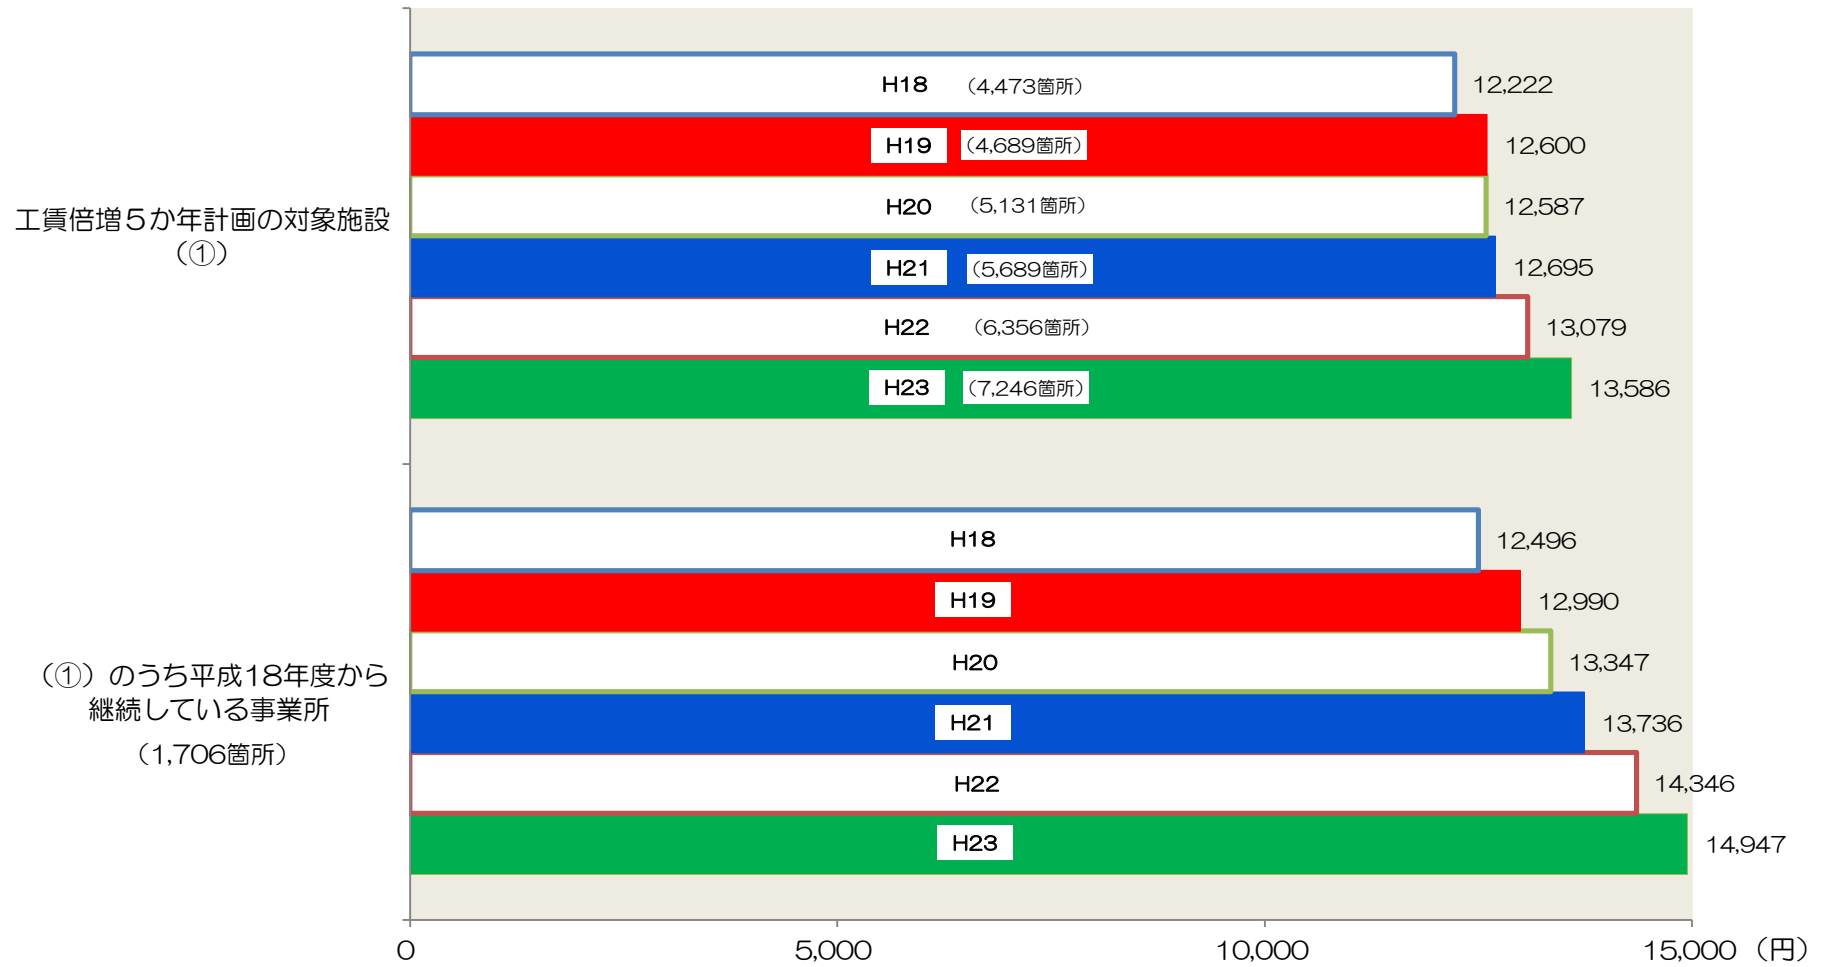 工賃倍増５か年計画の対象施設
（①）
H18 （4,473箇所） 12,222
H19 （4,689箇所） 12,600
H20 （5,131箇所） 12,587
H21 （5,689箇所） 12,695
H22 （6,356箇所） 13,079
H23 （7,246箇所） 13,586
（①）のうち平成18年度から
継続している事業所
（1,706箇所）
H18 12,496
H19 12,990
H20 13,347
H21 13,736
H22 14,346
H23 14,947
0 5,000 10,000 15,000 （円）